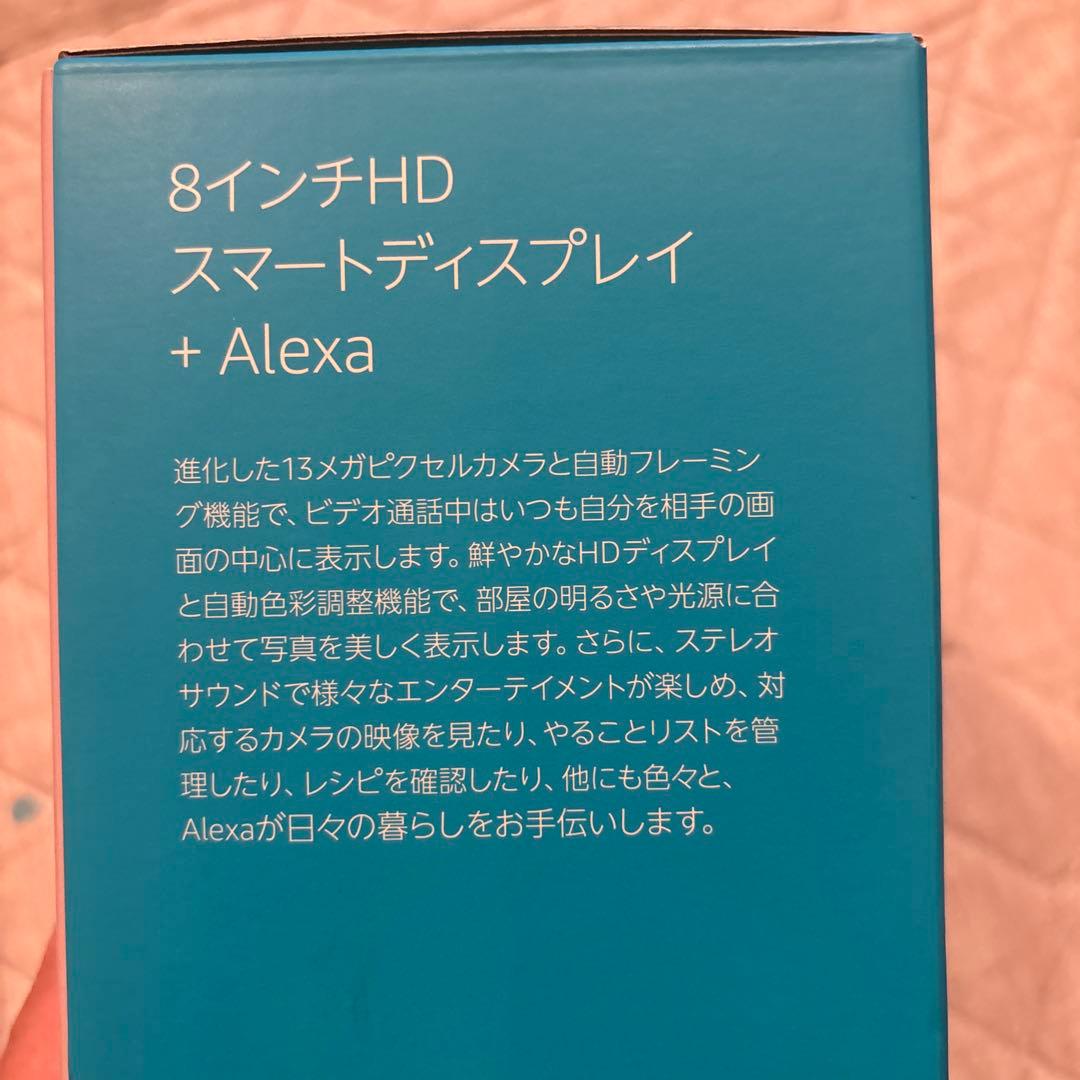 8インチHD
スマートディスプレイ
+ Alexa
進化した13メガピクセルカメラと自動フレーミン
グ機能で、ビデオ通話中はいつも自分を相手の画
面の中心に表示します。鮮やかなHDディスプレイ
と自動色彩調整機能で、部屋の明るさや光源に合
わせて写真を美しく表示します。さらに、ステレオ
サウンドで様々なエンターテイメントが楽しめ、対
応するカメラの映像を見たり、やることリストを管
理したり、レシピを確認したり、他にも色々と、
Alexaが日々の暮らしをお手伝いします。